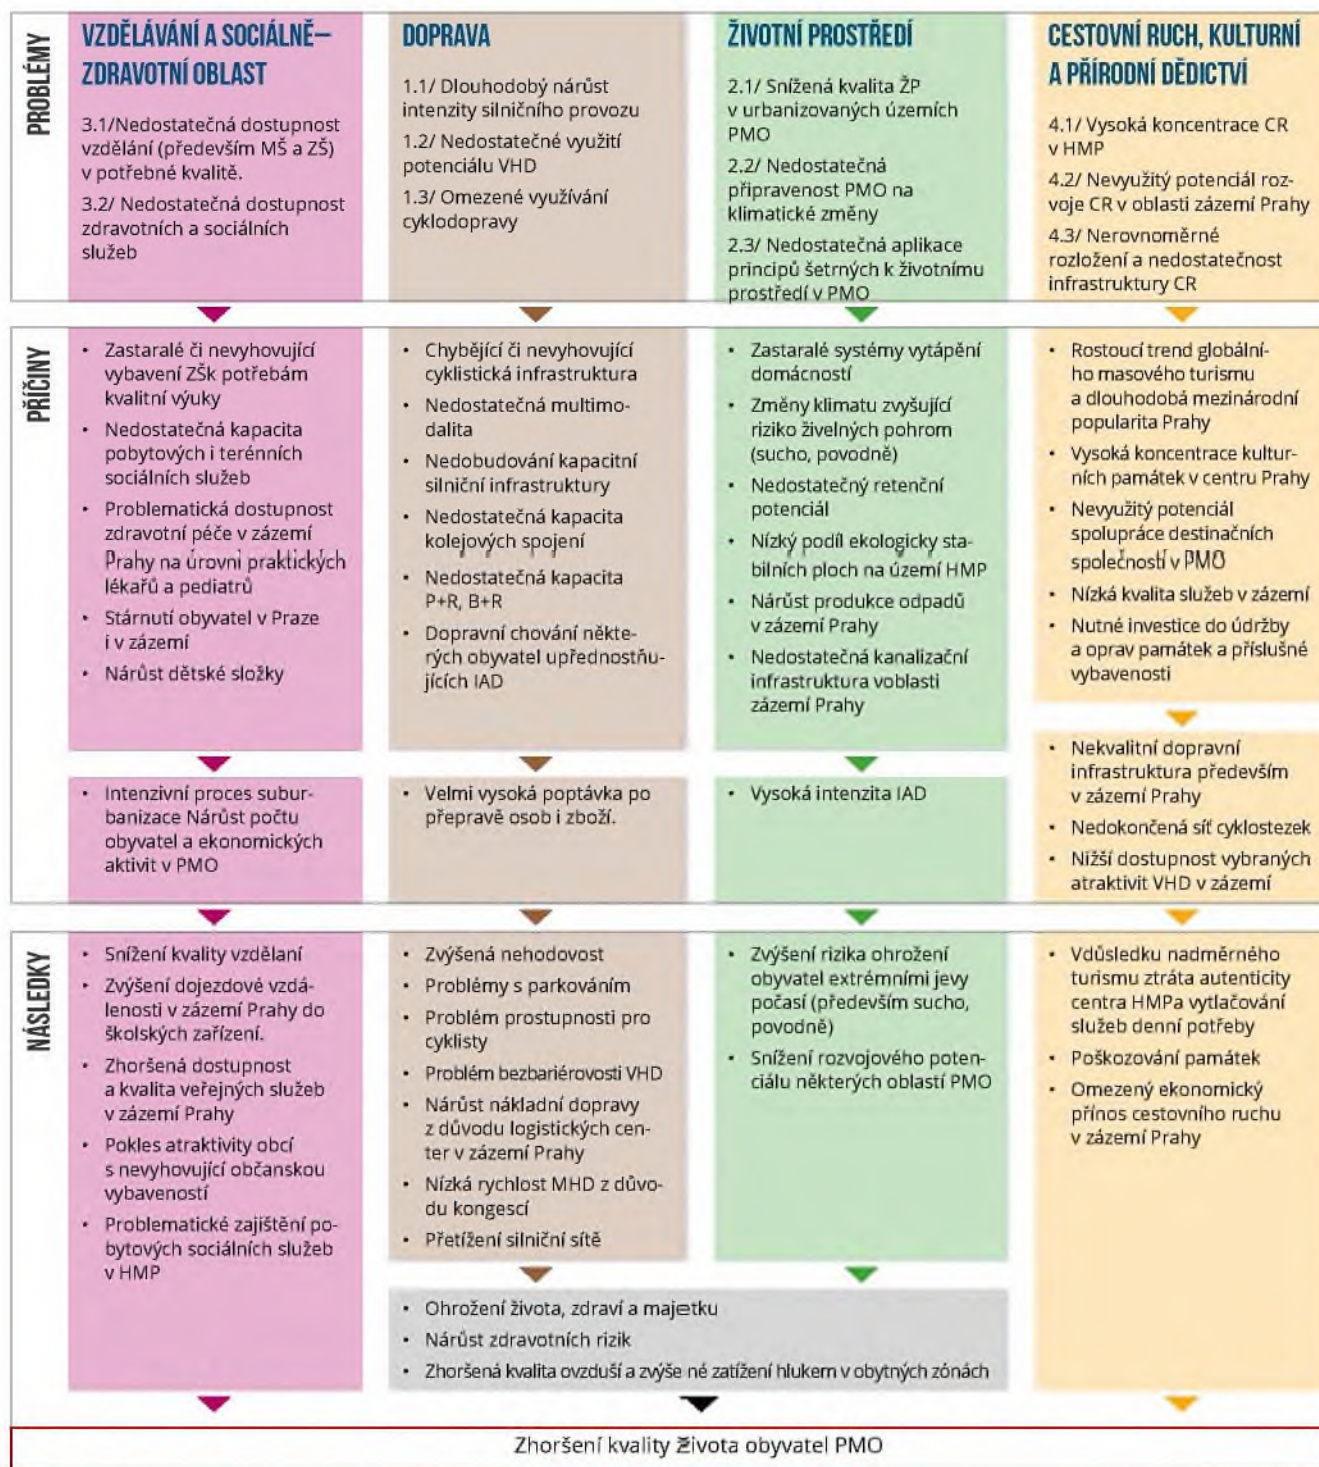 PROBLÉMY
VZDĚLÁVÁNÍ A SOCIÁLNĚ–
ZDRAVOTNÍ OBLAST
3.1/Nedostatečná dostupnost
vzdělání (především MŠ a ZŠ)
v potřebné kvalitě.
3.2/ Nedostatečná dostupnost
zdravotních a sociálních
služeb
DOPRAVA
1.1/ Dlouhodobý nárůst
intenzity silničního provozu
1.2/ Nedostatečné využití
potenciálu VHD
1.3/ Omezené využívání
cyklodopravy
ŽIVOTNÍ PROSTŘEDÍ
2.1/ Snížená kvalita ŽP
v urbanizovaných územích
PMO
2.2/ Nedostatečná
připravenost PMO na
klimatické změny
2.3/ Nedostatečná aplikace
principů šetrných k životnímu
prostředí v PMO
CESTOVNÍ RUCH, KULTURNÍ
A PŘÍRODNÍ DĚDICTVÍ
4.1/ Vysoká koncentrace CR
v HMP
4.2/ Nevyužitý potenciál roz-
voje CR v oblasti zázemí Prahy
4.3/ Nerovnoměrné
rozložení a nedostatečnost
infrastruktury CR
PŘÍČINY
• Zastaralé či nevyhovující
vybavení ZŠk potřebám
kvalitní výuky
• Nedostatečná kapacita
pobytových i terénních
sociálních služeb
• Problematická dostupnost
zdravotní péče v zázemí
Prahy na úrovni praktických
lékařů a pediatrů
• Stárnutí obyvatel v Praze
i v zázemí
• Nárůst dětské složky
• Intenzivní proces subur-
banizace Nárůst počtu
obyvatel a ekonomických
aktivit v PMO
• Chybějící či nevyhovující
cyklistická infrastruktura
• Nedostatečná multimo-
dalita
• Nedobudování kapacitní
silniční infrastruktury
• Nedostatečná kapacita
kolejových spojení
• Nedostatečná kapacita
P+R, B+R
• Dopravní chování někte-
rých obyvatel upřednostňu-
jících IAD
• Velmi vysoká poptávka po
přepravě osob i zboží.
• Zastaralé systémy vytápění
domácností
• Změny klimatu zvyšující
riziko živelných pohrom
(sucho, povodně)
• Nedostatečný retenční
potenciál
• Nízký podíl ekologicky sta-
bilních ploch na území HMP
• Nárůst produkce odpadů
v zázemí Prahy
• Nedostatečná kanalizační
infrastruktura voblasti
zázemí Prahy
• Vysoká intenzita IAD
• Rostoucí trend globální-
ho masového turismu
a dlouhodobá mezinárodní
popularita Prahy
• Vysoká koncentrace kultur-
ních památek v centru Prahy
• Nevyužitý potenciál
spolupráce destinačních
společností v PMO
• Nízká kvalita služeb v zázemí
• Nutné investice do údržby
a oprav památek a příslušné
vybavenosti
• Nekvalitní dopravní
infrastruktura především
v zázemí Prahy
• Nedokončená síť cyklostezek
• Nižší dostupnost vybraných
atraktivit VHD v zázemí
NÁSLEDKY
• Snížení kvality vzdělaní
• Zvýšení dojezdové vzdá-
lenosti v zázemí Prahy do
školských zařízení.
• Zhoršená dostupnost
a kvalita veřejných služeb
v zázemí Prahy
• Pokles atraktivity obcí
s nevyhovující občanskou
vybaveností
• Problematické zajištění po-
bytových sociálních služeb
v HMP
• Zvýšená nehodovost
• Problémy s parkováním
• Problém prostupnosti pro
cyklisty
• Problém bezbariérovosti VHD
• Nárůst nákladní dopravy
z důvodu logistických cen-
ter v zázemí Prahy
• Nízká rychlost MHD z důvo-
du kongescí
• Přetížení silniční sítě
• Zvýšení rizika ohrožení
obyvatel extrémními jevy
počasí (především sucho,
povodně)
• Snížení rozvojového poten-
ciálu některých oblastí PMO
• Ohrožení života, zdraví a majetku
• Nárůst zdravotních rizik
• Zhoršená kvalita ovzduší a zvýše né zatížení hlukem v obytných zónách
• Vdůsledku nadměrného
turismu ztráta autenticity
centra HMPa vytlačování
služeb denní potřeby
• Poškozování památek
• Omezený ekonomický
přínos cestovního ruchu
v zázemí Prahy
Zhoršení kvality života obyvatel PMO